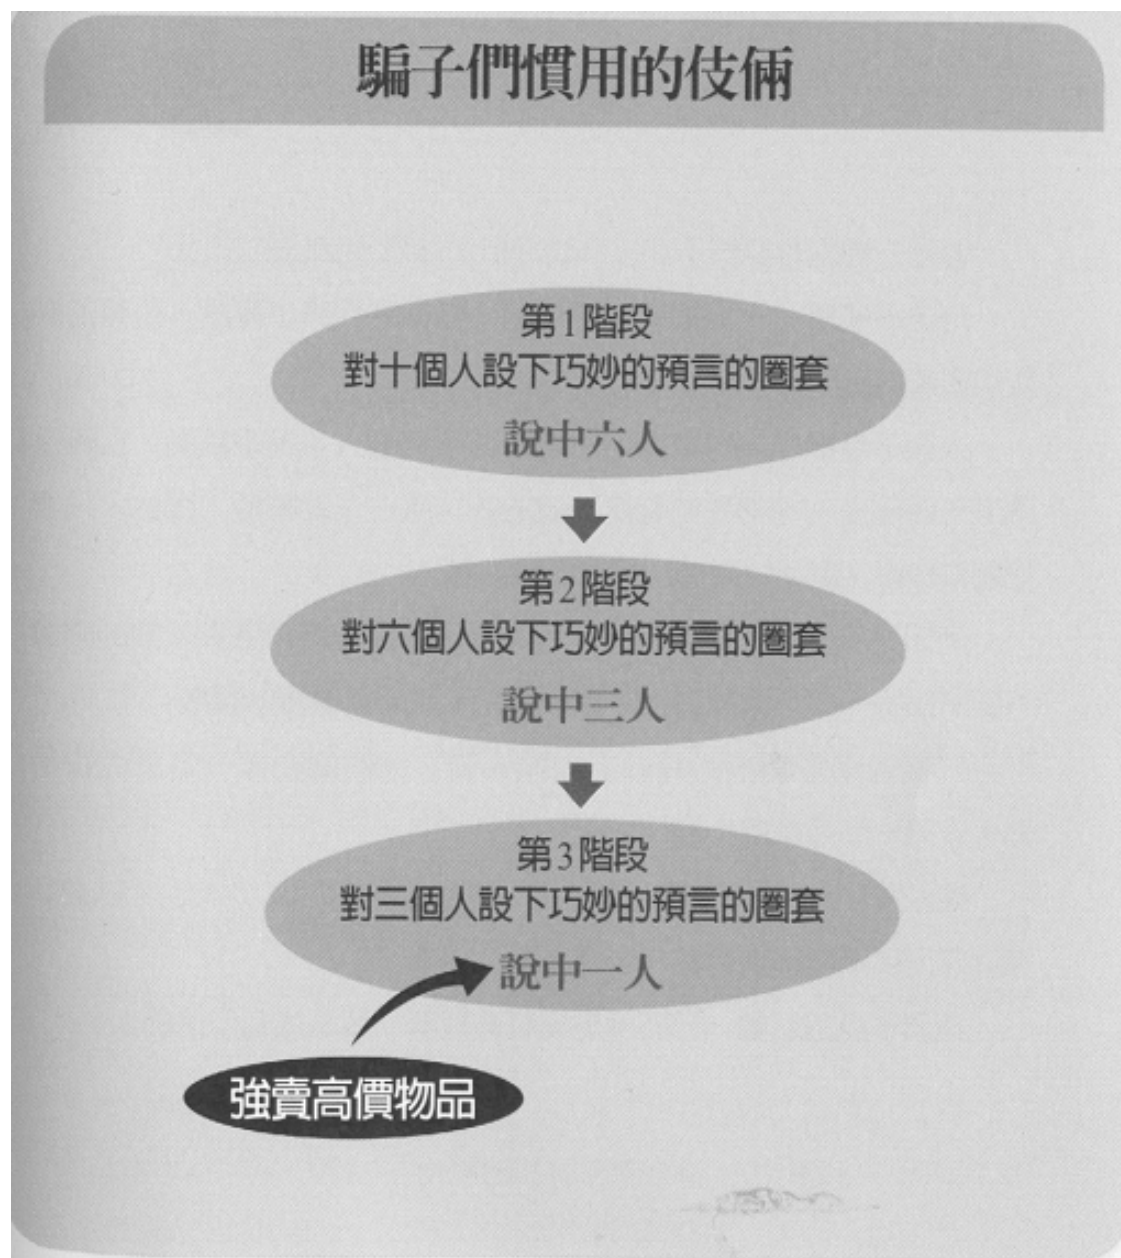 騙子們慣用的伎倆
第1階段
對十個人設下巧妙的預言的圈套
說中六人
第2階段
對六個人設下巧妙的預言的圈套
說中三人
第3階段
對三個人設下巧妙的預言的圈套
說中一人
強賣高價物品